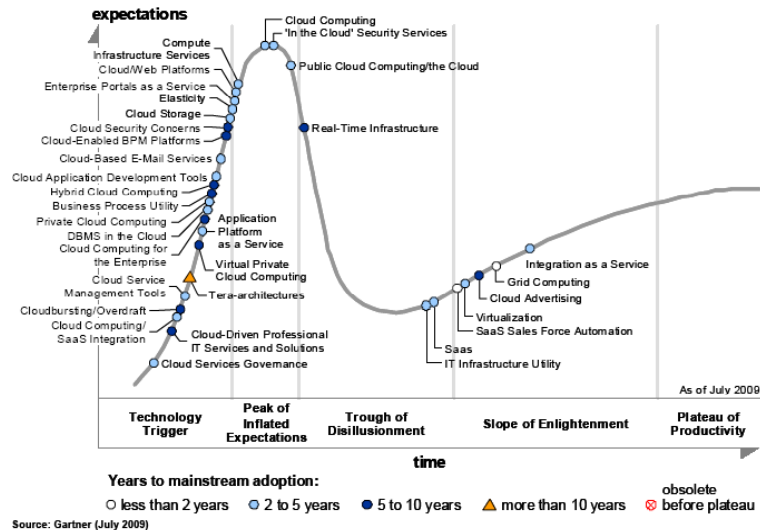 expectations
Cloud Computing
'In the Cloud' Security Services
Compute
Infrastructure Services
Cloud/Web Platforms
Public Cloud Computing/the Cloud
Enterprise Portals as a Service
Elasticity
Cloud Storage
Cloud Security Concerns
Real-Time Infrastructure
Cloud-Enabled BPM Platforms
Cloud-Based E-Mail Services
Cloud Application Development Tools
Hybrid Cloud Computing
Business Process Utility
Private Cloud Computing
DBMS in the Cloud
Cloud Computing for
the Enterprise
Application
Platform
as a Service
Virtual Private
Cloud Computing
Tera-architectures
Cloud Service
Management Tools
Cloudbursting/Overdraft
Cloud Computing/
SaaS Integration
Cloud-Driven Professional
IT Services and Solutions
Cloud Services Governance
Integration as a Service
Grid Computing
Cloud Advertising
Virtualization
SaaS Sales Force Automation
Saas
IT Infrastructure Utility
As of July 2009
Technology
Trigger
Peak of
Inflated
Expectations
Trough of
Disillusionment
Slope of Enlightenment
Plateau of
Productivity
time
Years to mainstream adoption:
less than 2 years
2 to 5 years
5 to 10 years
more than 10 years
obsolete
before plateau
Source: Gartner (July 2009)